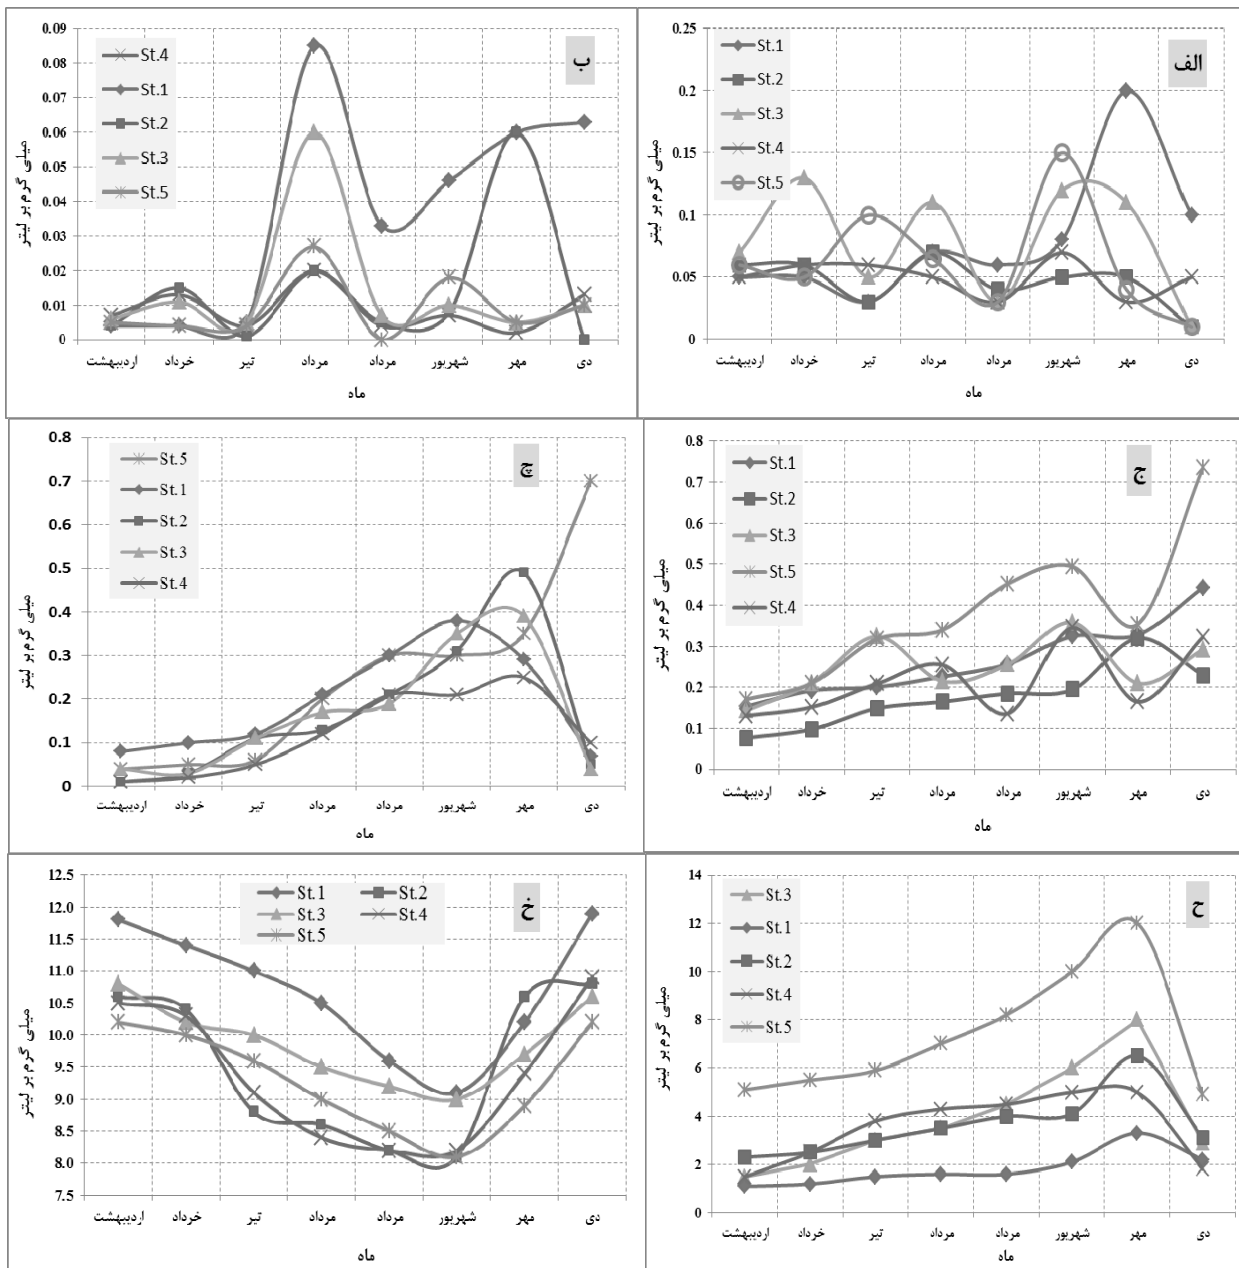 الف
میلی گرم بر لیتر
0.25
0.2
0.15
0.1
0.05
0
St.1
St.2
St.3
St.4
St.5
اردیبهشت خرداد تیر مرداد مرداد شهریور مهر دی
ماه
ب
میلی گرم بر لیتر
0.09
0.08
0.07
0.06
0.05
0.04
0.03
0.02
0.01
0
St.4
St.1
St.2
St.3
St.5
اردیبهشت خرداد تیر مرداد مرداد شهریور مهر دی
ماه
ج
میلی گرم بر لیتر
0.8
0.7
0.6
0.5
0.4
0.3
0.2
0.1
0
St.1
St.2
St.3
St.5
St.4
اردیبهشت خرداد تیر مرداد مرداد شهریور مهر دی
ماه
چ
میلی گرم بر لیتر
0.8
0.7
0.6
0.5
0.4
0.3
0.2
0.1
0
St.5
St.1
St.2
St.3
St.4
اردیبهشت خرداد تیر مرداد مرداد شهریور مهر دی
ماه
ح
میلی گرم بر لیتر
14
12
10
8
6
4
2
0
St.3
St.1
St.2
St.4
St.5
اردیبهشت خرداد تیر مرداد مرداد شهریور مهر دی
ماه
خ
میلی گرم بر لیتر
12.5
12.0
11.5
11.0
10.5
10.0
9.5
9.0
8.5
8.0
7.5
St.1 St.2
St.3 St.4
St.5
اردیبهشت خرداد تیر مرداد مرداد شهریور مهر دی
ماه